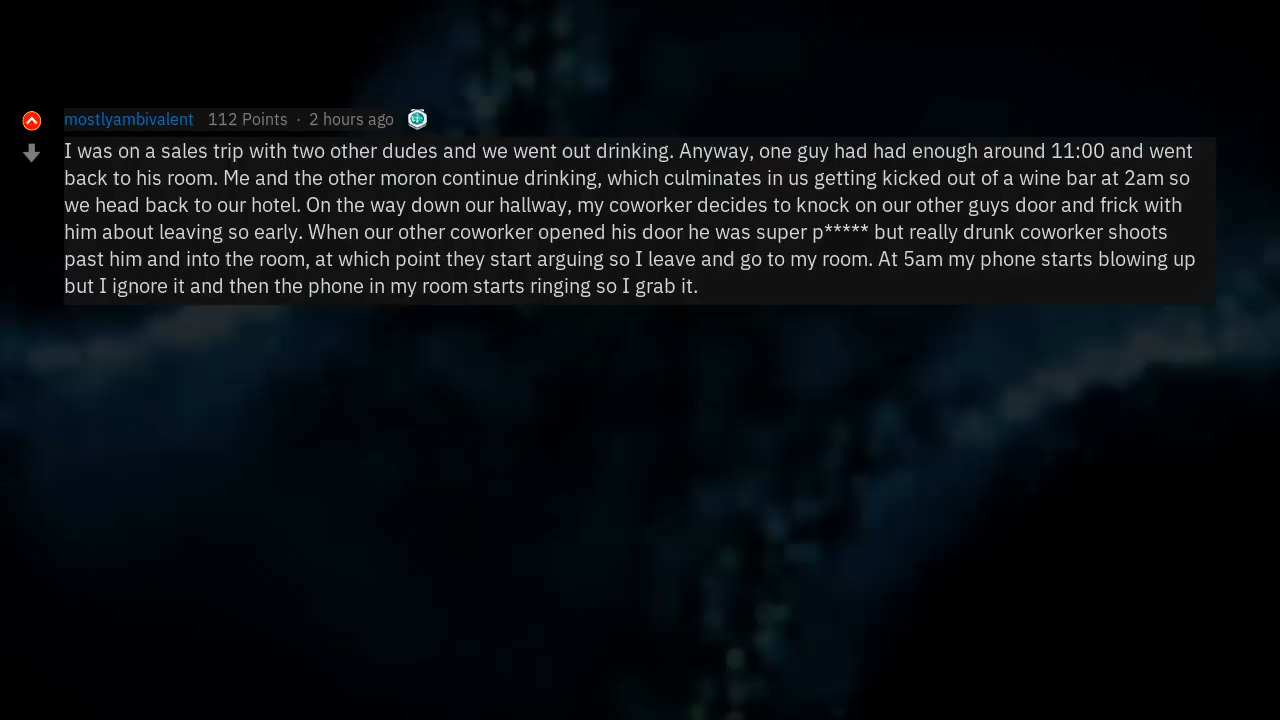 mostlyambivalent 112 Points · 2 hours ago
I was on a sales trip with two other dudes and we went out drinking. Anyway, one guy had had enough around 11:00 and went
back to his room. Me and the other moron continue drinking, which culminates in us getting kicked out of a wine bar at 2am so
we head back to our hotel. On the way down our hallway, my coworker decides to knock on our other guys door and frick with
him about leaving so early. When our other coworker opened his door he was super p***** but really drunk coworker shoots
past him and into the room, at which point they start arguing so I leave and go to my room. At 5am my phone starts blowing up
but I ignore it and then the phone in my room starts ringing so I grab it.